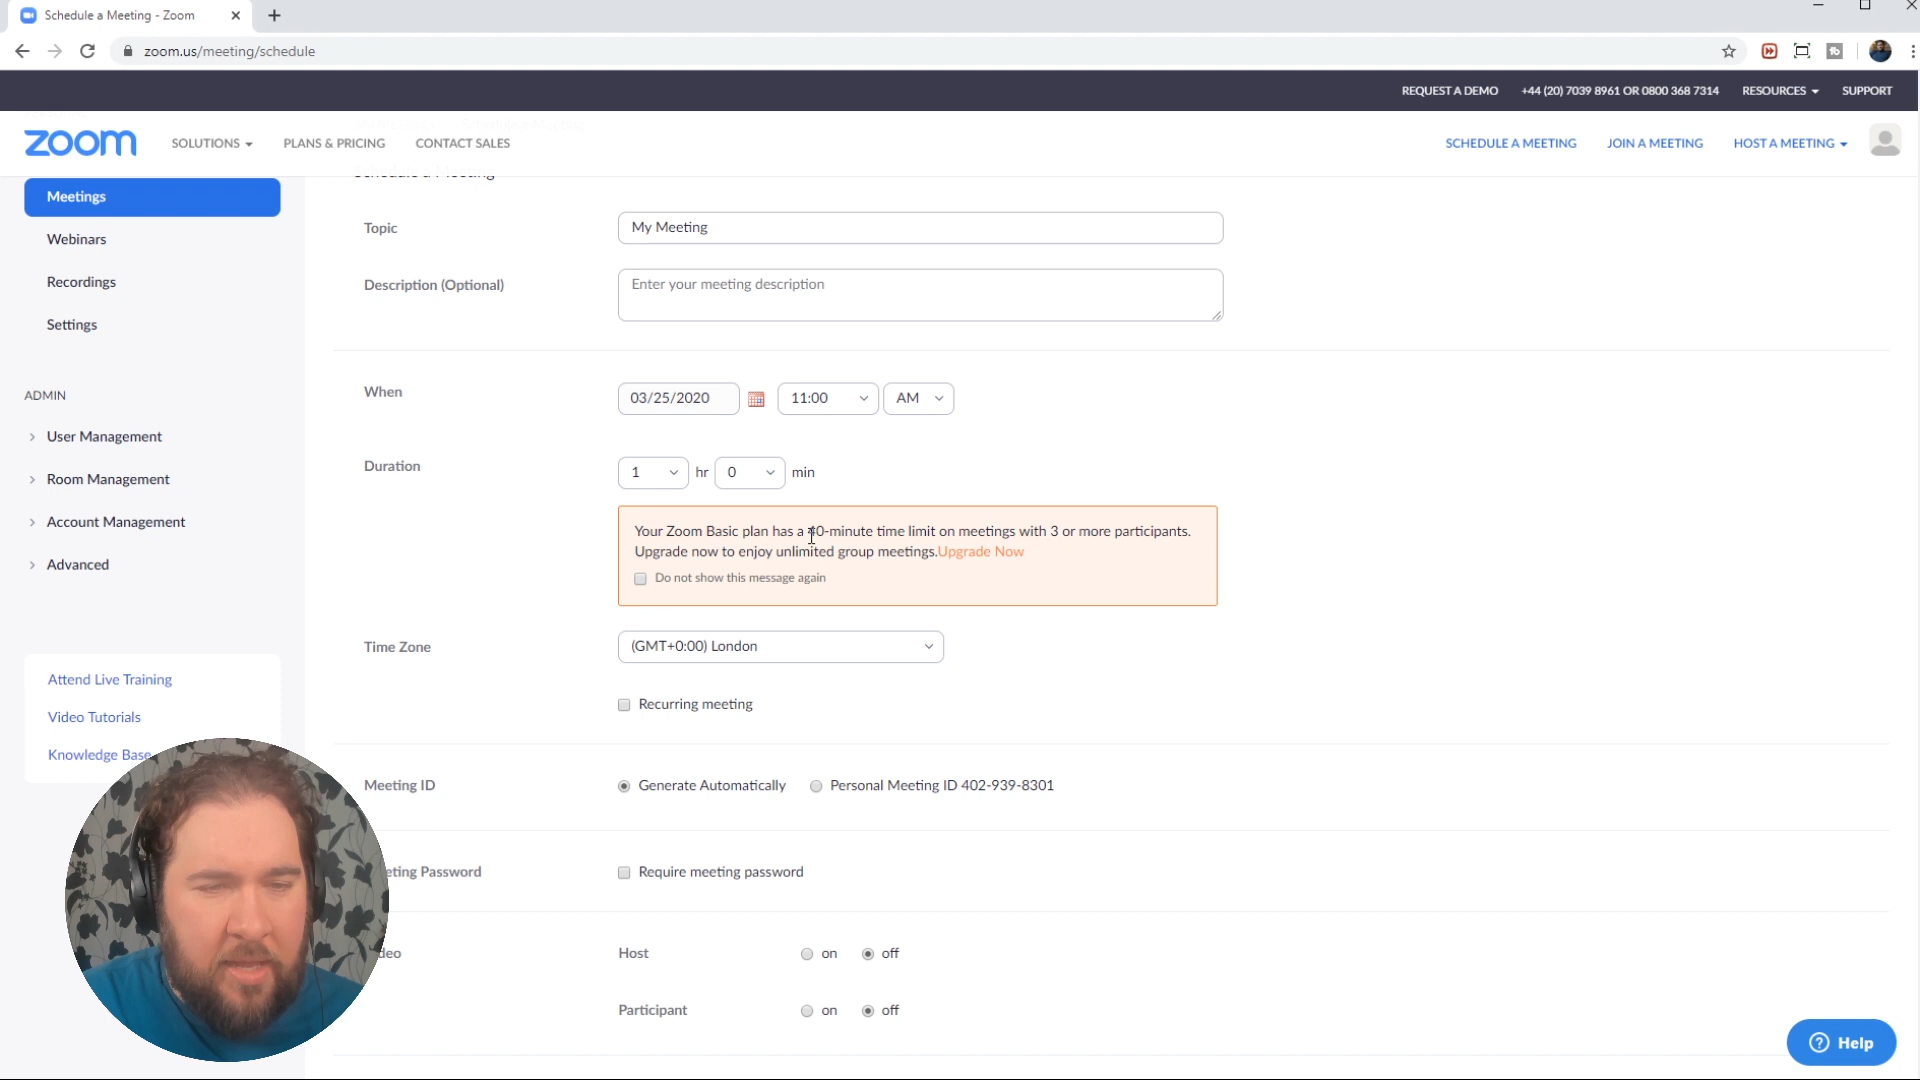 Schedule a Meeting - Zoom
zoom.us/meeting/schedule
REQUEST A DEMO +44 (20) 7039 8961 OR 0800 368 7314 RESOURCES SUPPORT
zoom SOLUTIONS PLANS & PRICING CONTACT SALES SCHEDULE A MEETING JOIN A MEETING HOST A MEETING
Schedule a Meeting
Meetings
Webinars
Recordings
Settings
ADMIN
User Management
Room Management
Account Management
Advanced
Attend Live Training
Video Tutorials
Knowledge Base
Topic My Meeting
Description (Optional) Enter your meeting description
When 03/25/2020 11:00 AM
Duration 1 hr 0 min
Your Zoom Basic plan has a 40-minute time limit on meetings with 3 or more participants.
Upgrade now to enjoy unlimited group meetings.Upgrade Now
Do not show this message again
Time Zone (GMT+0:00) London
Recurring meeting
Meeting ID Generate Automatically Personal Meeting ID 402-939-8301
eting Password Require meeting password
deo Host on off
Participant on off
Help